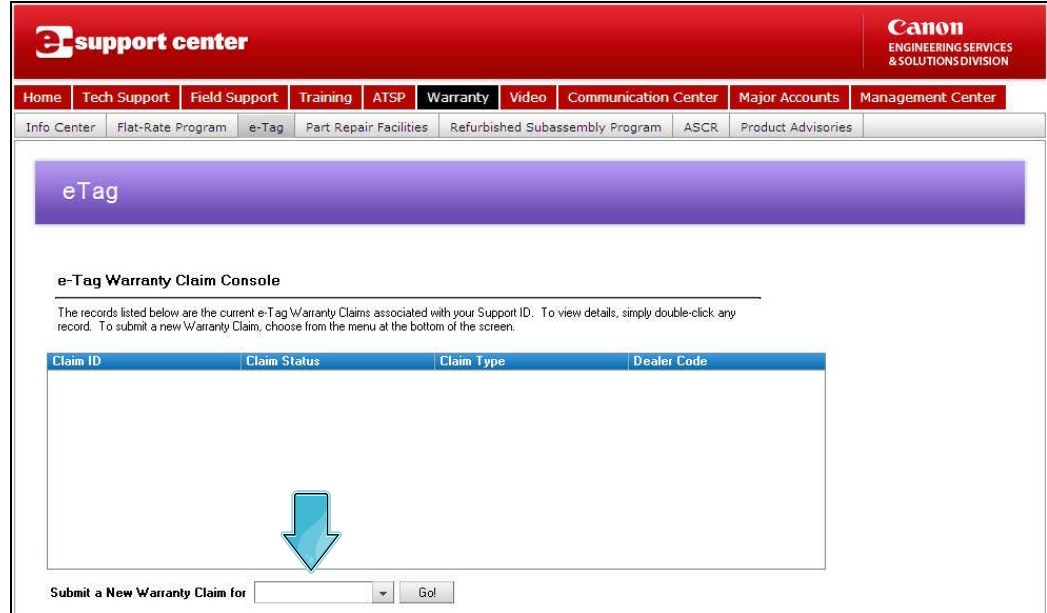 e-support center
Canon
ENGINEERING SERVICES
& SOLUTIONS DIVISION
Home Tech Support Field Support Training ATSP Warranty Video Communication Center Major Accounts Management Center
Info Center Flat-Rate Program e-Tag Part Repair Facilities Refurbished Subassembly Program ASCR Product Advisories
eTag
e-Tag Warranty Claim Console
The records listed below are the current e-Tag Warranty Claims associated with your Support ID. To view details, simply double-click any
record. To submit a new Warranty Claim, choose from the menu at the bottom of the screen.
Claim ID Claim Status Claim Type Dealer Code
Submit a New Warranty Claim for Go!